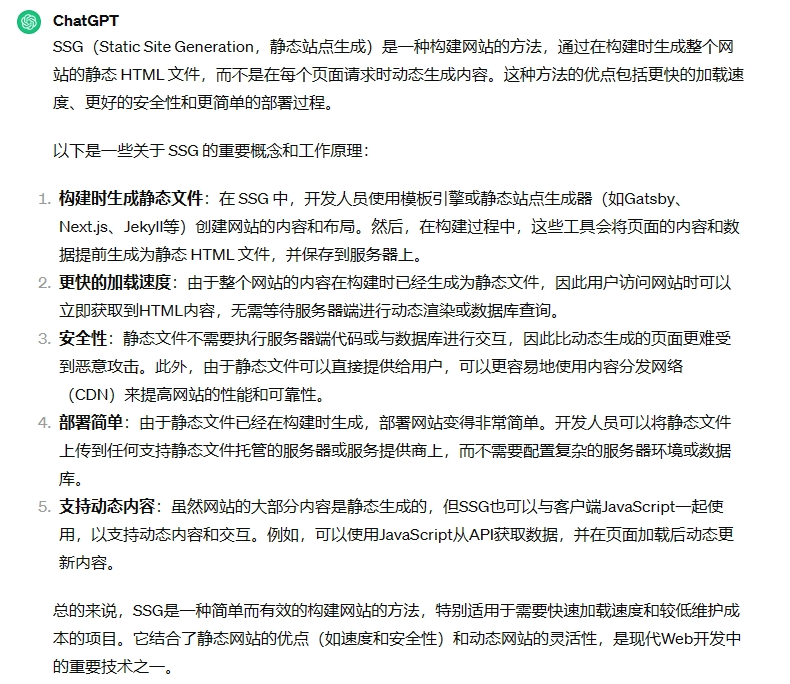 ChatGPT
SSG（Static Site Generation，静态站点生成）是一种构建网站的方法，通过在构建时生成整个网
站的静态 HTML 文件，而不是在每个页面请求时动态生成内容。这种方法的优点包括更快的加载速
度、更好的安全性和更简单的部署过程。
以下是一些关于 SSG 的重要概念和工作原理：
1. 构建时生成静态文件：在 SSG 中，开发人员使用模板引擎或静态站点生成器（如Gatsby、
Next.js、Jekyll等）创建网站的内容和布局。然后，在构建过程中，这些工具会将页面的内容和数
据提前生成为静态 HTML 文件，并保存到服务器上。
2. 更快的加载速度：由于整个网站的内容在构建时已经生成为静态文件，因此用户访问网站时可以
立即获取到HTML内容，无需等待服务器端进行动态渲染或数据库查询。
3. 安全性：静态文件不需要执行服务器端代码或与数据库进行交互，因此比动态生成的页面更难受
到恶意攻击。此外，由于静态文件可以直接提供给用户，可以更容易地使用内容分发网络
（CDN）来提高网站的性能和可靠性。
4. 部署简单：由于静态文件已经在构建时生成，部署网站变得非常简单。开发人员可以将静态文件
上传到任何支持静态文件托管的服务器或服务提供商上，而不需要配置复杂的服务器环境或数据
库。
5. 支持动态内容：虽然网站的大部分内容是静态生成的，但SSG也可以与客户端JavaScript一起使
用，以支持动态内容和交互。例如，可以使用JavaScript从API获取数据，并在页面加载后动态更
新内容。
总的来说，SSG是一种简单而有效的构建网站的方法，特别适用于需要快速加载速度和较低维护成
本的项目。它结合了静态网站的优点（如速度和安全性）和动态网站的灵活性，是现代Web开发中
的重要技术之一。